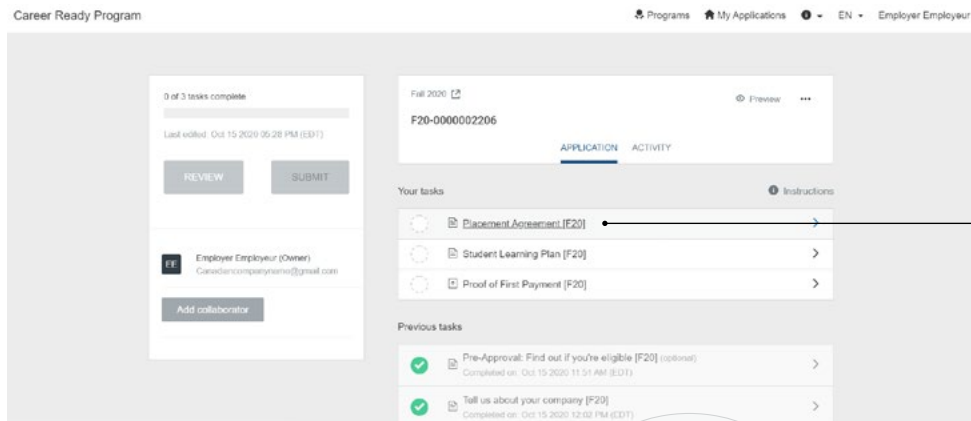 Career Ready Program
Programs My Applications EN Employer Employeur
0 of 3 tasks complete
Last edited: Oct 15 2020 05:28 PM (EDT)
REVIEW SUBMIT
EE Employer Employeur (Owner)
Canadiancompanyname@gmail.com
Add collaborator
Fall 2020
Preview ...
F20-0000002206
APPLICATION ACTIVITY
Your tasks Instructions
Placement Agreement [F20]
Student Learning Plan [F20]
Proof of First Payment [F20]
Previous tasks
Pre-Approval: Find out if you're eligible [F20] (optional)
Completed on: Oct 15 2020 11:51 AM (EDT)
Tell us about your company [F20]
Completed on: Oct 15 2020 12:02 PM (EDT)